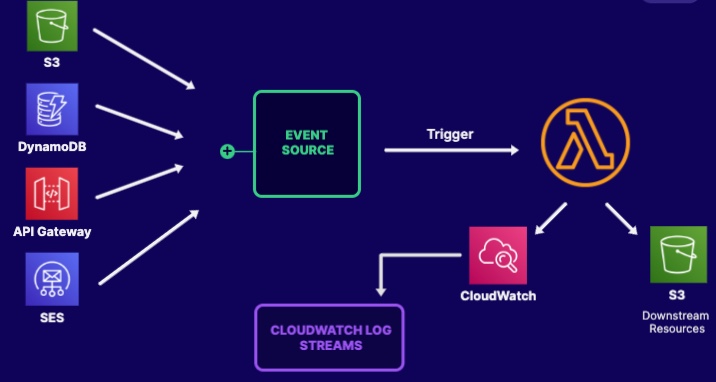 S3
DynamoDB
API Gateway
SES
EVENT
SOURCE
Trigger
CloudWatch
S3
Downstream
Resources
CLOUDWATCH LOG
STREAMS